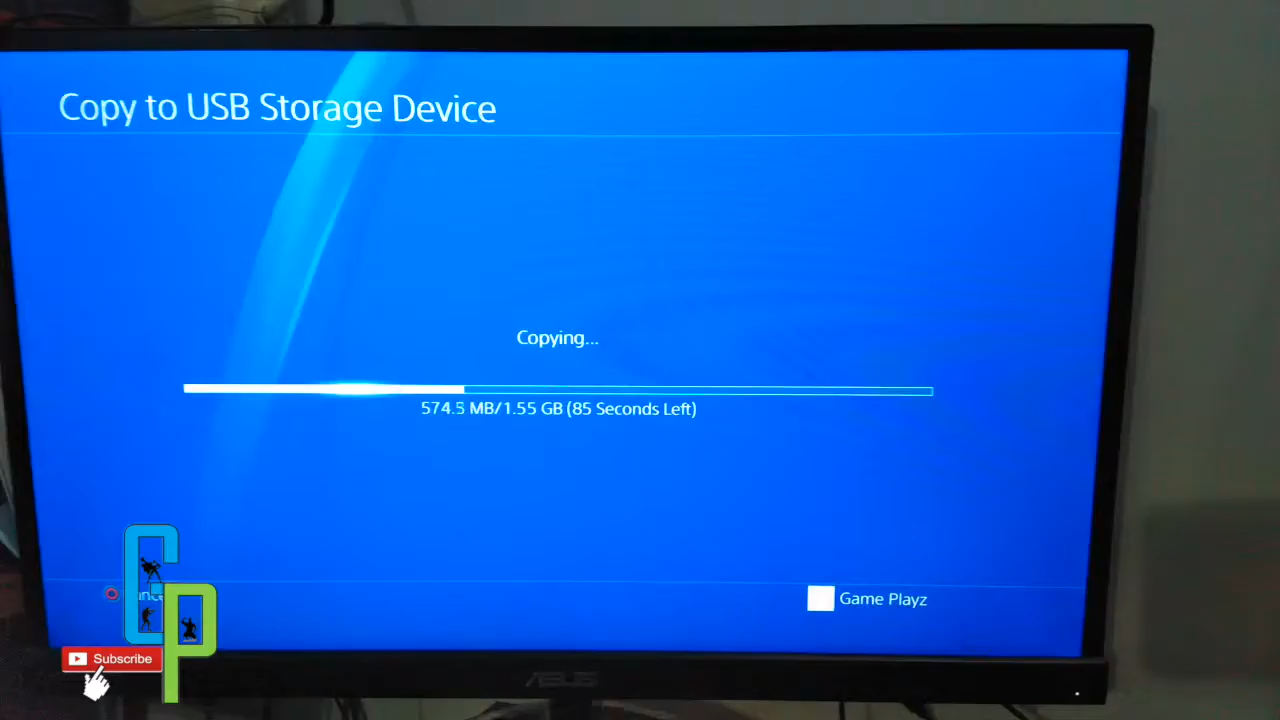 Copy to USB Storage Device
Copying...
574.5 MB/1.55 GB (85 Seconds Left)
Game Playz
GP
Subscribe
ASUS